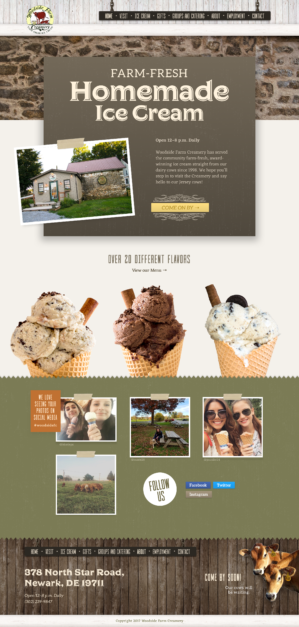 Woodside Farm
Creamery
HOME • VISIT • ICE CREAM • GIFTS • GROUPS AND CATERING • ABOUT • EMPLOYMENT • CONTACT
FARM-FRESH
Homemade
Ice Cream
Open 12-8 p.m. Daily
Woodside Farm Creamery has served
the community farm-fresh, award-
winning ice cream straight from our
dairy cows since 1998. We hope you'll
stop in to visit the Creamery and say
hello to our dairy cows!
COME ON BY
OVER 20 DIFFERENT FLAVORS
View our Menu
WE LOVE
SEEING YOUR
PHOTOS ON
SOCIAL MEDIA
FOLLOW
US
Facebook
Twitter
Instagram
HOME • VISIT • ICE CREAM • GIFTS • GROUPS AND CATERING • ABOUT • EMPLOYMENT • CONTACT
378 North Star Road,
Newark, DE 19711
Open 12-8 p.m. Daily
COME BY SOON!
Our cows will
be waiting.
Copyright 2017 Woodside Farm Creamery